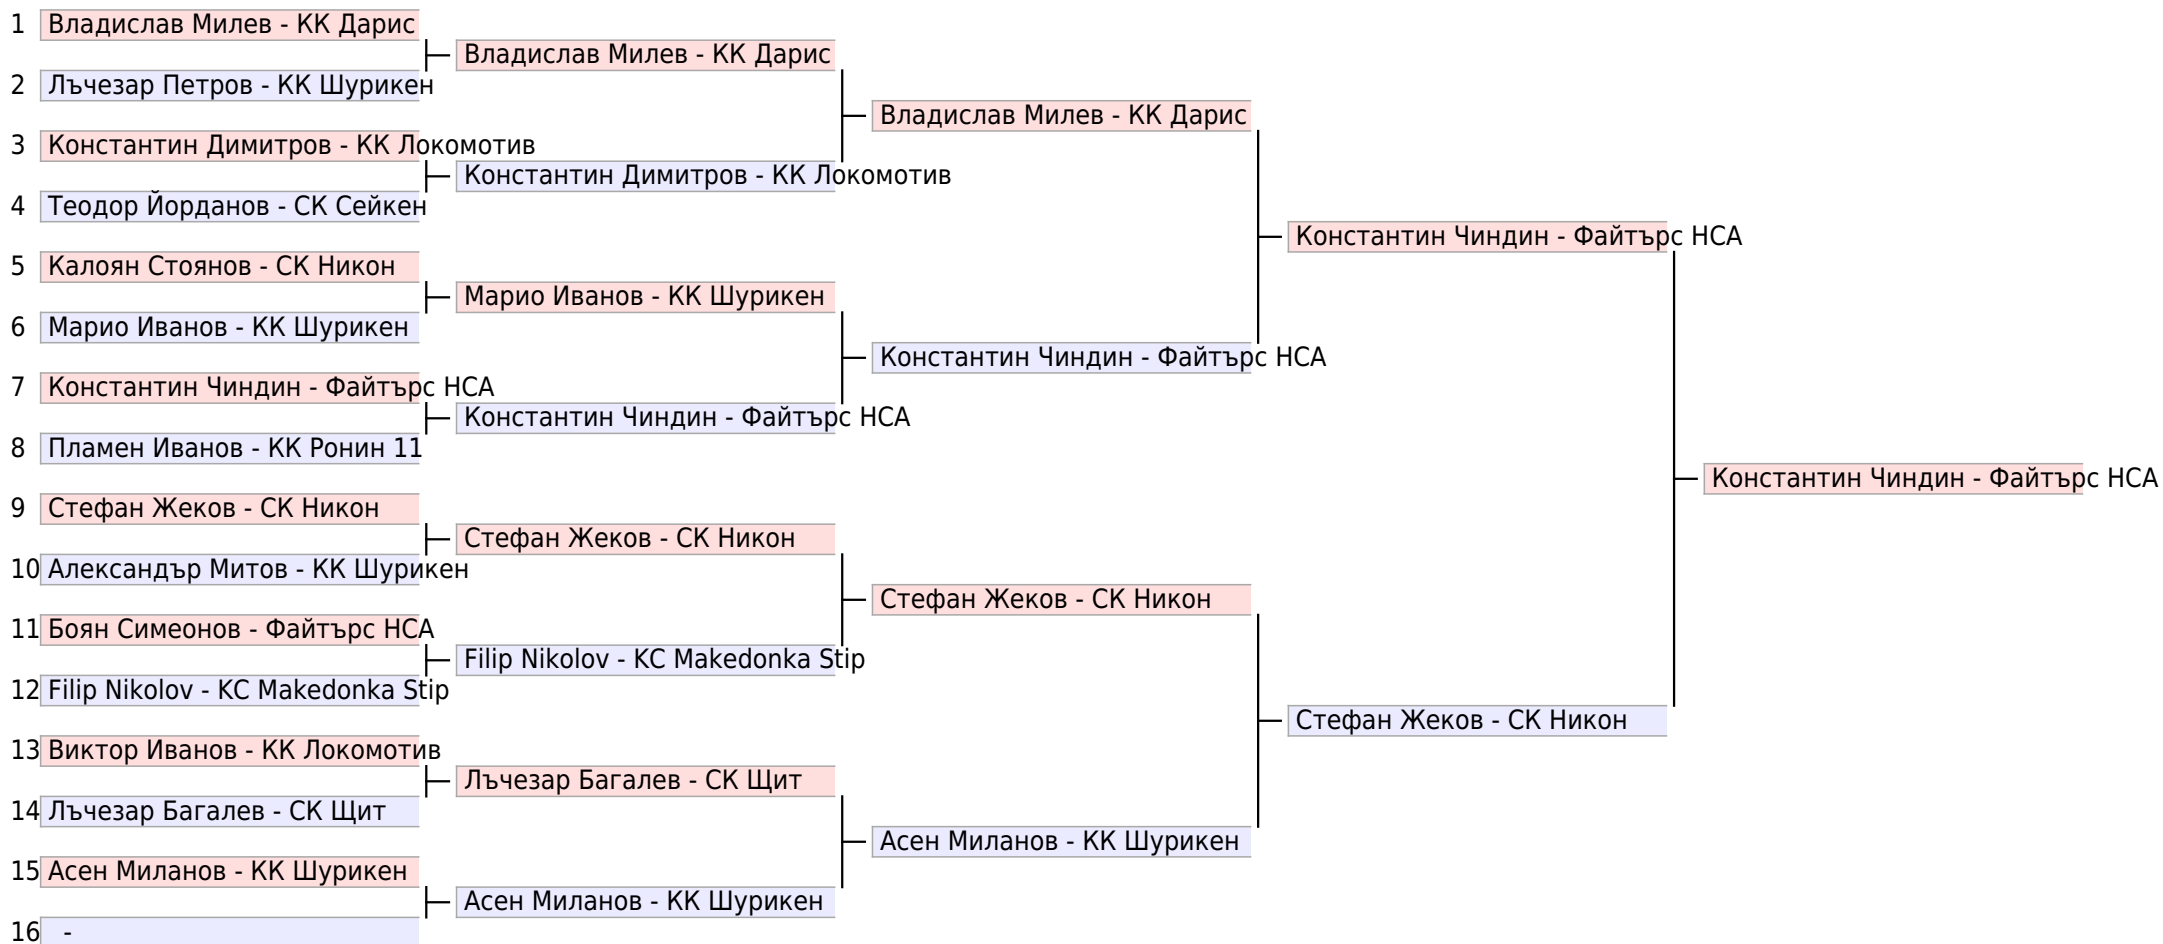 1 Владислав Милев - КК Дарис
Владислав Милев - КК Дарис
2 Лъчезар Петров - КК Шурикен
Владислав Милев - КК Дарис
3 Константин Димитров - КК Локомотив
Константин Димитров - КК Локомотив
4 Теодор Йорданов - СК Сейкен
Константин Чиндин - Файтърс НСА
5 Калоян Стоянов - СК Никон
Марио Иванов - КК Шурикен
6 Марио Иванов - КК Шурикен
Константин Чиндин - Файтърс НСА
7 Константин Чиндин - Файтърс НСА
Константин Чиндин - Файтърс НСА
8 Пламен Иванов - КК Ронин 11
Константин Чиндин - Файтърс НСА
9 Стефан Жеков - СК Никон
Стефан Жеков - СК Никон
10 Александър Митов - КК Шурикен
Стефан Жеков - СК Никон
11 Боян Симеонов - Файтърс НСА
Filip Nikolov - KC Makedonka Stip
12 Filip Nikolov - KC Makedonka Stip
Стефан Жеков - СК Никон
13 Виктор Иванов - КК Локомотив
Лъчезар Багалев - СК Щит
14 Лъчезар Багалев - СК Щит
Асен Миланов - КК Шурикен
15 Асен Миланов - КК Шурикен
Асен Миланов - КК Шурикен
16 -